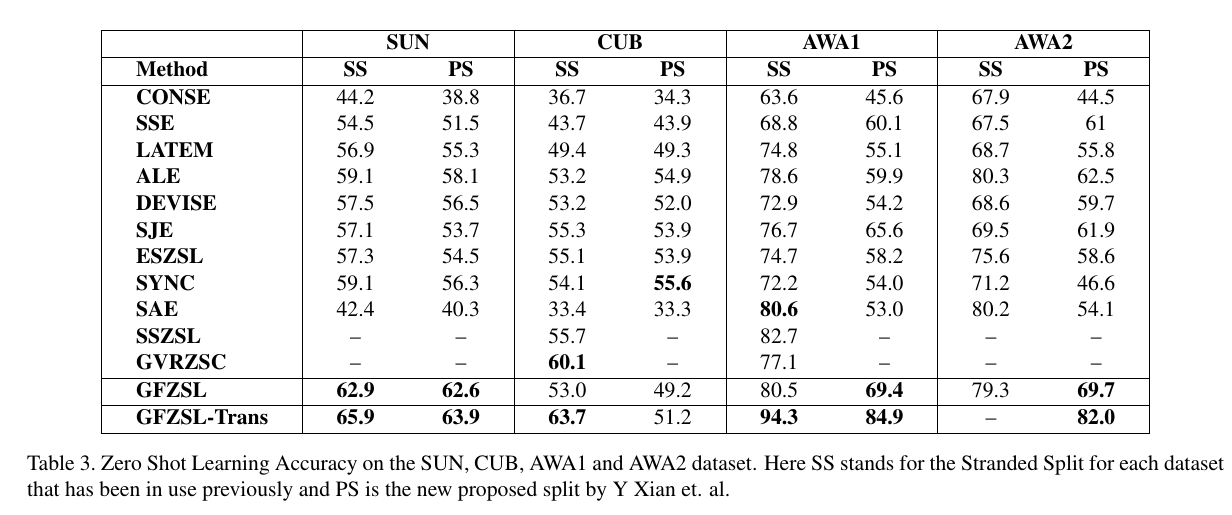 SUN CUB AWA1 AWA2
Method SS PS SS PS SS PS SS PS
CONSE 44.2 38.8 36.7 34.3 63.6 45.6 67.9 44.5
SSE 54.5 51.5 43.7 43.9 68.8 60.1 67.5 61
LATEM 56.9 55.3 49.4 49.3 74.8 55.1 68.7 55.8
ALE 59.1 58.1 53.2 54.9 78.6 59.9 80.3 62.5
DEVISE 57.5 56.5 53.2 52.0 72.9 54.2 68.6 59.7
SJE 57.1 53.7 55.3 53.9 76.7 65.6 69.5 61.9
ESZSL 57.3 54.5 55.1 53.9 74.7 58.2 75.6 58.6
SYNC 59.1 56.3 54.1 55.6 72.2 54.0 71.2 46.6
SAE 42.4 40.3 33.4 33.3 80.6 53.0 80.2 54.1
SSZSL – – 55.7 – 82.7 – – –
GVRZSC – – 60.1 – 77.1 – – –
GFZSL 62.9 62.6 53.0 49.2 80.5 69.4 79.3 69.7
GFZSL-Trans 65.9 63.9 63.7 51.2 94.3 84.9 – 82.0
Table 3. Zero Shot Learning Accuracy on the SUN, CUB, AWA1 and AWA2 dataset. Here SS stands for the Stranded Split for each dataset
that has been in use previously and PS is the new proposed split by Y Xian et. al.